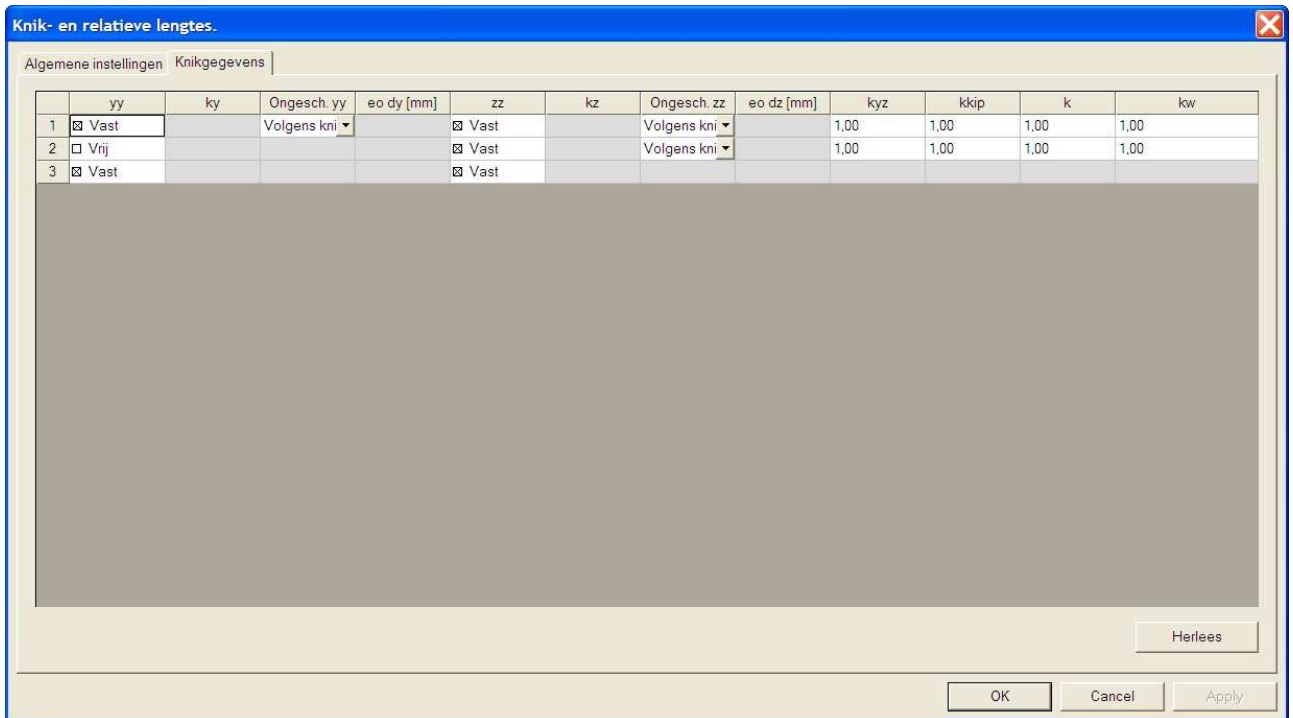 Knik- en relatieve lengtes.
Algemene instellingen Knikgegevens
yy ky Ongesch. yy eo dy [mm] zz kz Ongesch. zz eo dz [mm] kyz kkip k kw
1 Vast Volgens kni Vast Volgens kni 1,00 1,00 1,00 1,00
2 Vrij Vast Volgens kni 1,00 1,00 1,00 1,00
3 Vast Vast
Herlees
OK Cancel Apply